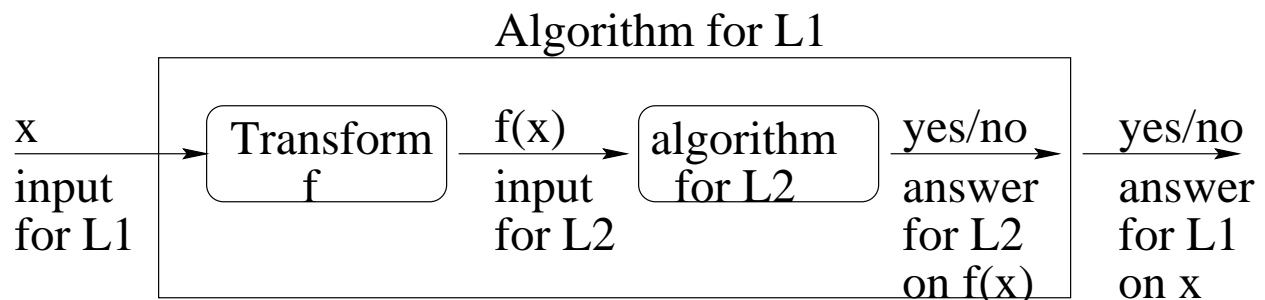 Algorithm for L1
x
input
for L1
Transform
f
f(x)
input
for L2
algorithm
for L2
yes/no
answer
for L2
on f(x)
yes/no
answer
for L1
on x